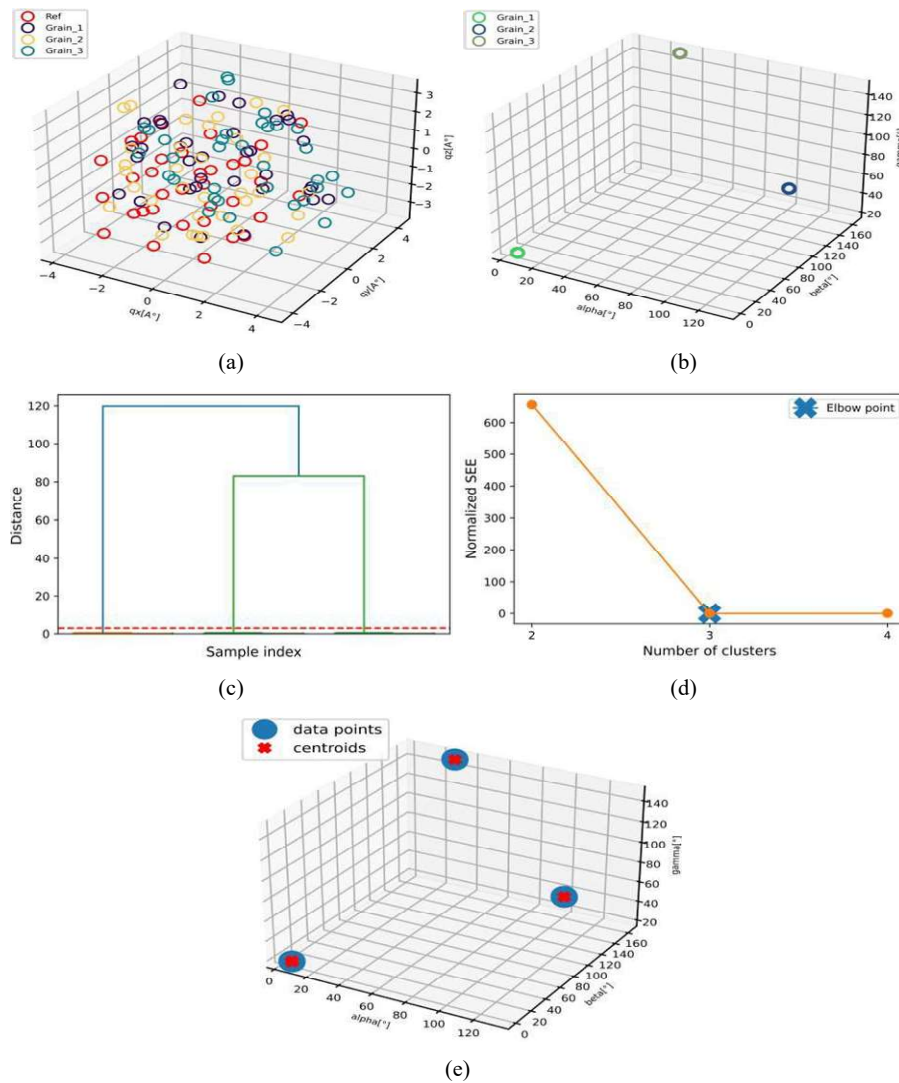 Ref
Grain_1
Grain_2
Grain_3
3
2
1
0
−1
−2
−3
qz[A°]
−4
−2
0
2
4
qx[A°]
−4
−2
0
2
4
qy[A°]
(a)
Grain_1
Grain_2
Grain_3
140
120
100
80
60
40
20
0
20
40
60
80
100
120
alpha[°]
0
20
40
60
80
100
120
140
160
beta[°]
(b)
120
100
80
60
40
20
0
Distance
Sample index
(c)
Elbow point
600
500
400
300
200
100
0
Normalized SEE
2
3
4
Number of clusters
(d)
data points
centroids
140
120
100
80
60
40
20
gamma[°]
0
20
40
60
80
100
120
alpha[°]
0
20
40
60
80
100
120
140
160
beta[°]
(e)